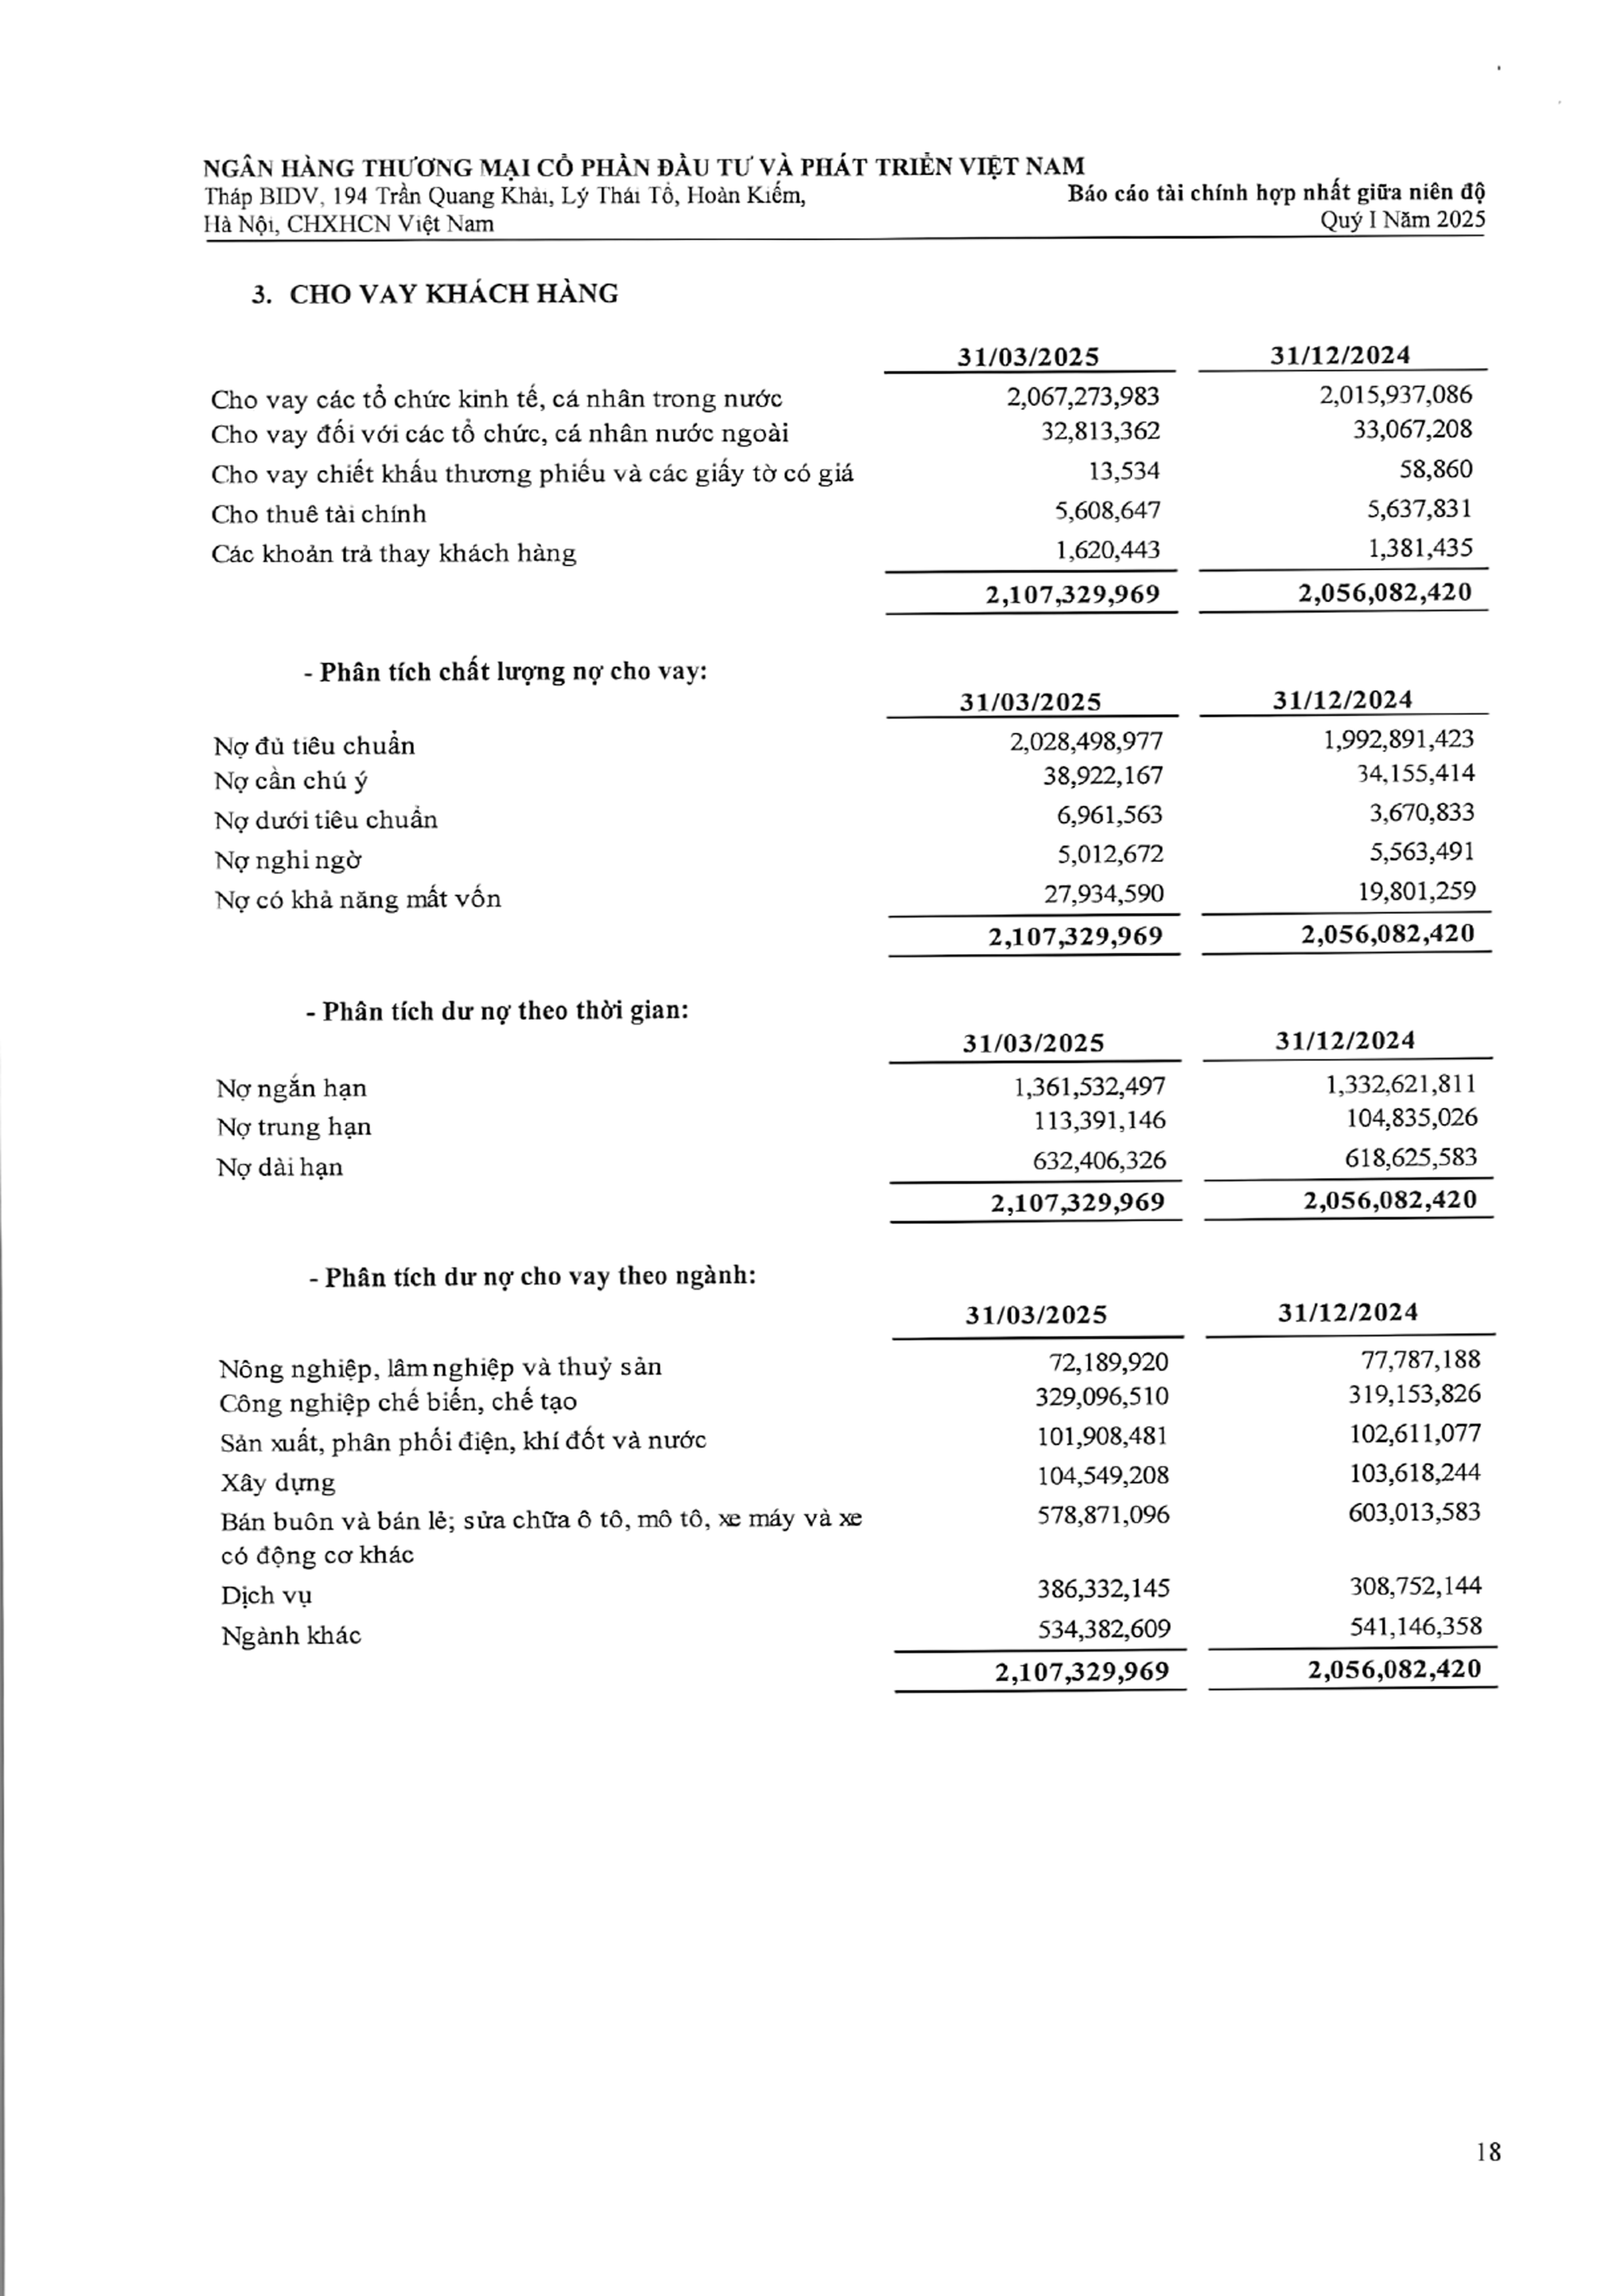 NGÂN HÀNG THƯƠNG MẠI CỔ PHẦN ĐẦU TƯ VÀ PHÁT TRIỂN VIỆT NAM
Tháp BIDV, 194 Trần Quang Khải, Lý Thái Tổ, Hoàn Kiếm, Báo cáo tài chính hợp nhất giữa niên độ
Hà Nội, CHXHCN Việt Nam Quý I Năm 2025
3. CHO VAY KHÁCH HÀNG
31/03/2025 31/12/2024
Cho vay các tổ chức kinh tế, cá nhân trong nước 2,067,273,983 2,015,937,086
Cho vay đối với các tổ chức, cá nhân nước ngoài 32,813,362 33,067,208
Cho vay chiết khấu thương phiếu và các giấy tờ có giá 13,534 58,860
Cho thuê tài chính 5,608,647 5,637,831
Các khoản trả thay khách hàng 1,620,443 1,381,435
2,107,329,969 2,056,082,420
- Phân tích chất lượng nợ cho vay:
31/03/2025 31/12/2024
Nợ đủ tiêu chuẩn 2,028,498,977 1,992,891,423
Nợ cần chú ý 38,922,167 34,155,414
Nợ dưới tiêu chuẩn 6,961,563 3,670,833
Nợ nghi ngờ 5,012,672 5,563,491
Nợ có khả năng mất vốn 27,934,590 19,801,259
2,107,329,969 2,056,082,420
- Phân tích dư nợ theo thời gian:
31/03/2025 31/12/2024
Nợ ngắn hạn 1,361,532,497 1,332,621,811
Nợ trung hạn 113,391,146 104,835,026
Nợ dài hạn 632,406,326 618,625,583
2,107,329,969 2,056,082,420
- Phân tích dư nợ cho vay theo ngành:
31/03/2025 31/12/2024
Nông nghiệp, lâm nghiệp và thuỷ sản 72,189,920 77,787,188
Công nghiệp chế biến, chế tạo 329,096,510 319,153,826
Sản xuất, phân phối điện, khí đốt và nước 101,908,481 102,611,077
Xây dựng 104,549,208 103,618,244
Bán buôn và bán lẻ; sửa chữa ô tô, mô tô, xe máy và xe 578,871,096 603,013,583
có động cơ khác
Dịch vụ 386,332,145 308,752,144
Ngành khác 534,382,609 541,146,358
2,107,329,969 2,056,082,420
18